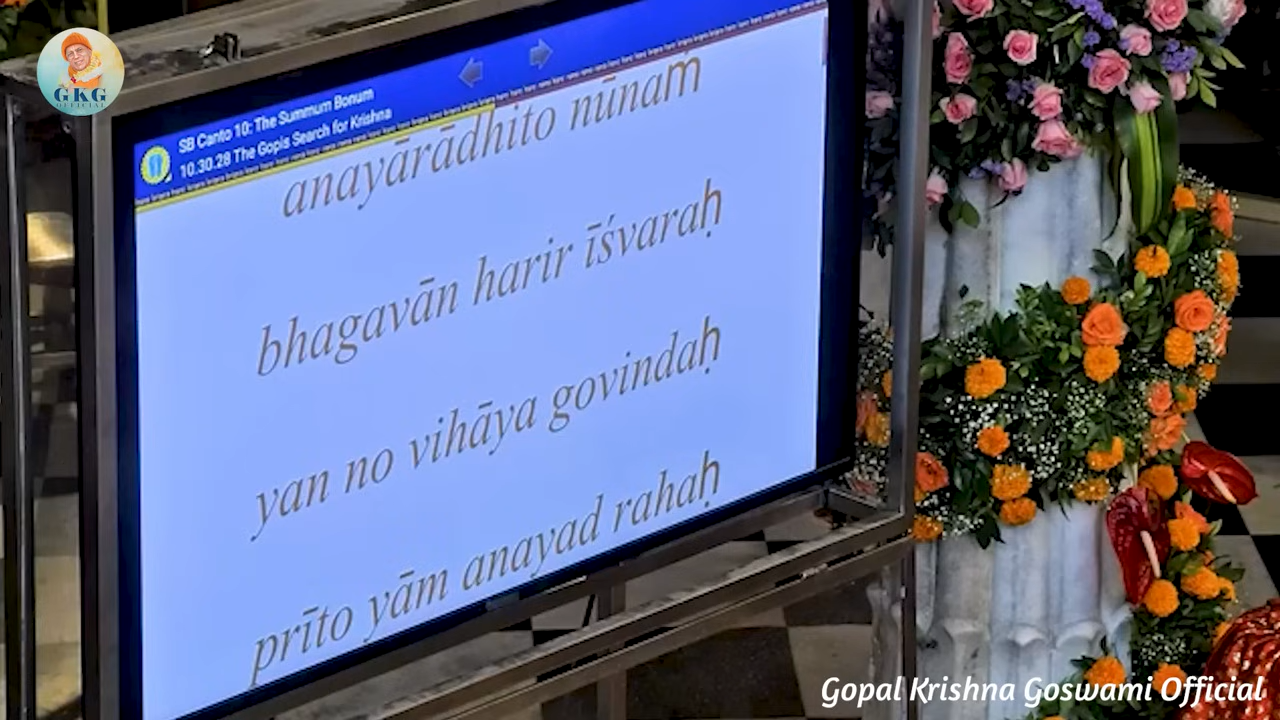 GKG
OFFICIAL
SB Canto 10: The Summum Bonum
10.30.28 The Gopis Search for Krishna
anayārādhito nūnaṁ
bhagavān harir īśvaraḥ
yan no vihāya govindaḥ
prīto yām anayad rahaḥ
Gopal Krishna Goswami Official